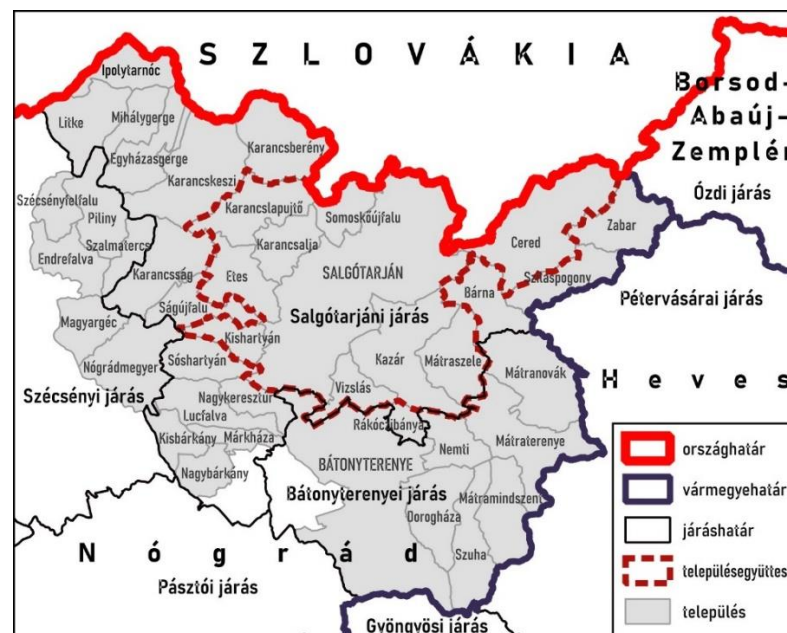 SZLOVÁKIA
Borsod-
Abaúj-
Zemplén
Ózdi járás
Ipolytarnóc
Litke
Mihálygerge
Egyházasgerge
Karancsberény
Karancskeszi
Karancslapujtő
Somoskőújfalu
Szécsényfelfalu
Piliny
Szalmatercs
Endrefalva
Karancsalja
Cered
Zabar
Szilaspogony
Karancsság
Etes
SALGÓTARJÁN
Bárna
Pétervásárai járás
Ságújfalu
Magyargéc
Kishartyán
Salgótarjáni járás
Nógrádmegyer
Sóshartyán
Kazár
Mátraszele
Mátranovák
Heves
Szécsényi járás
Nagykeresztúr
Vizslás
Lucfalva
Rákóczibánya
Kisbárkány
Márkháza
Nemti
Mátraterenye
Nagybárkány
BÁTONYTERENYE
Bátonyterenyei járás
Mátramindszent
Dorogháza
Szuha
Nógrád
Pásztói járás
Gyöngyösi járás
országhatár
vármegyehatár
járáshatár
településegyüttes
település